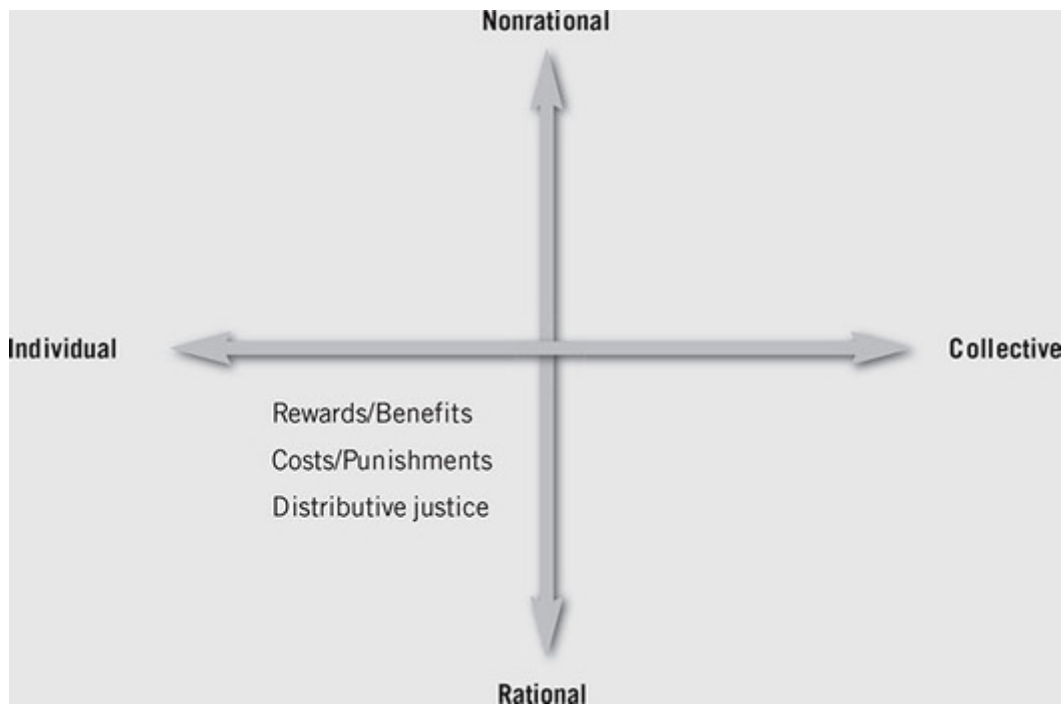 Nonrational
Individual
Collective
Rewards/Benefits
Costs/Punishments
Distributive justice
Rational